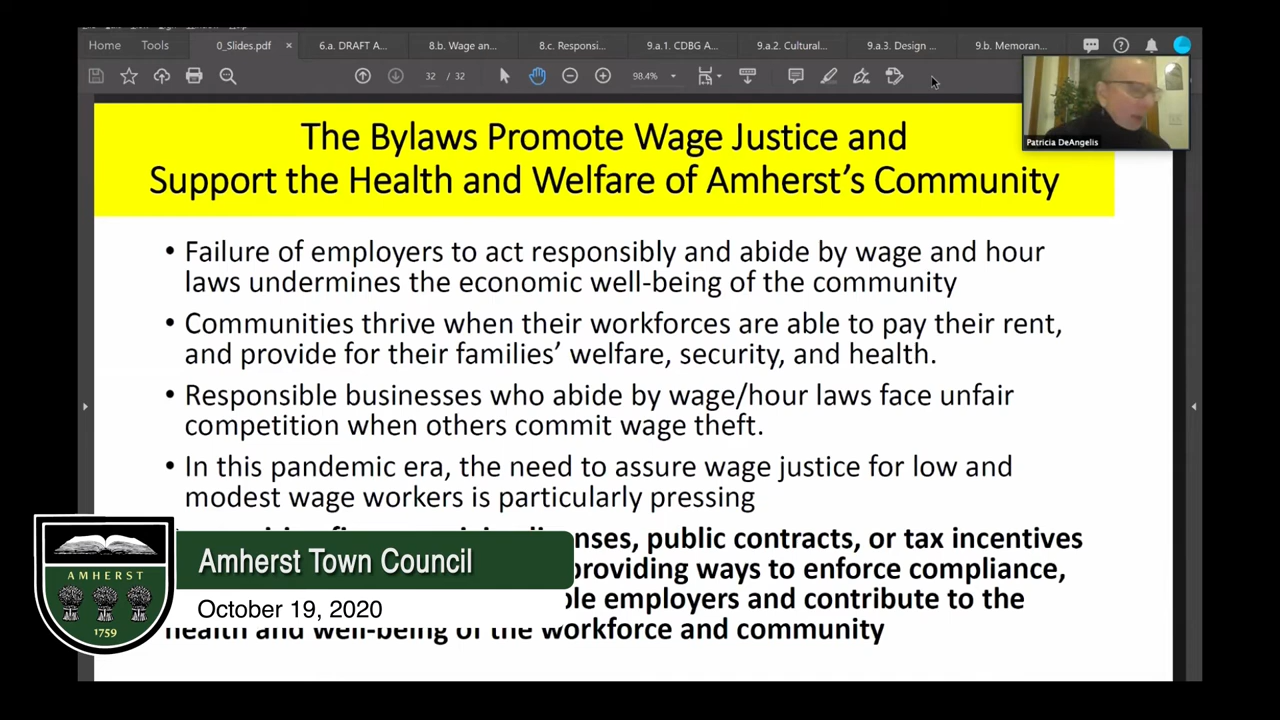 Home Tools 0_Slides.pdf × 6.a. DRAFT A... 8.b. Wage an... 8.c. Responsi... 9.a.1. CDBG A... 9.a.2. Cultural... 9.a.3. Design ... 9.b. Memoran...
32 / 32 98.4%
Patricia DeAngelis
The Bylaws Promote Wage Justice and
Support the Health and Welfare of Amherst’s Community
• Failure of employers to act responsibly and abide by wage and hour
laws undermines the economic well-being of the community
• Communities thrive when their workforces are able to pay their rent,
and provide for their families’ welfare, security, and health.
• Responsible businesses who abide by wage/hour laws face unfair
competition when others commit wage theft.
• In this pandemic era, the need to assure wage justice for low and
modest wage workers is particularly pressing
public contracts, or tax incentives
providing ways to enforce compliance,
employers and contribute to the
health and well-being of the workforce and community
AMHERST
1759
Amherst Town Council
October 19, 2020